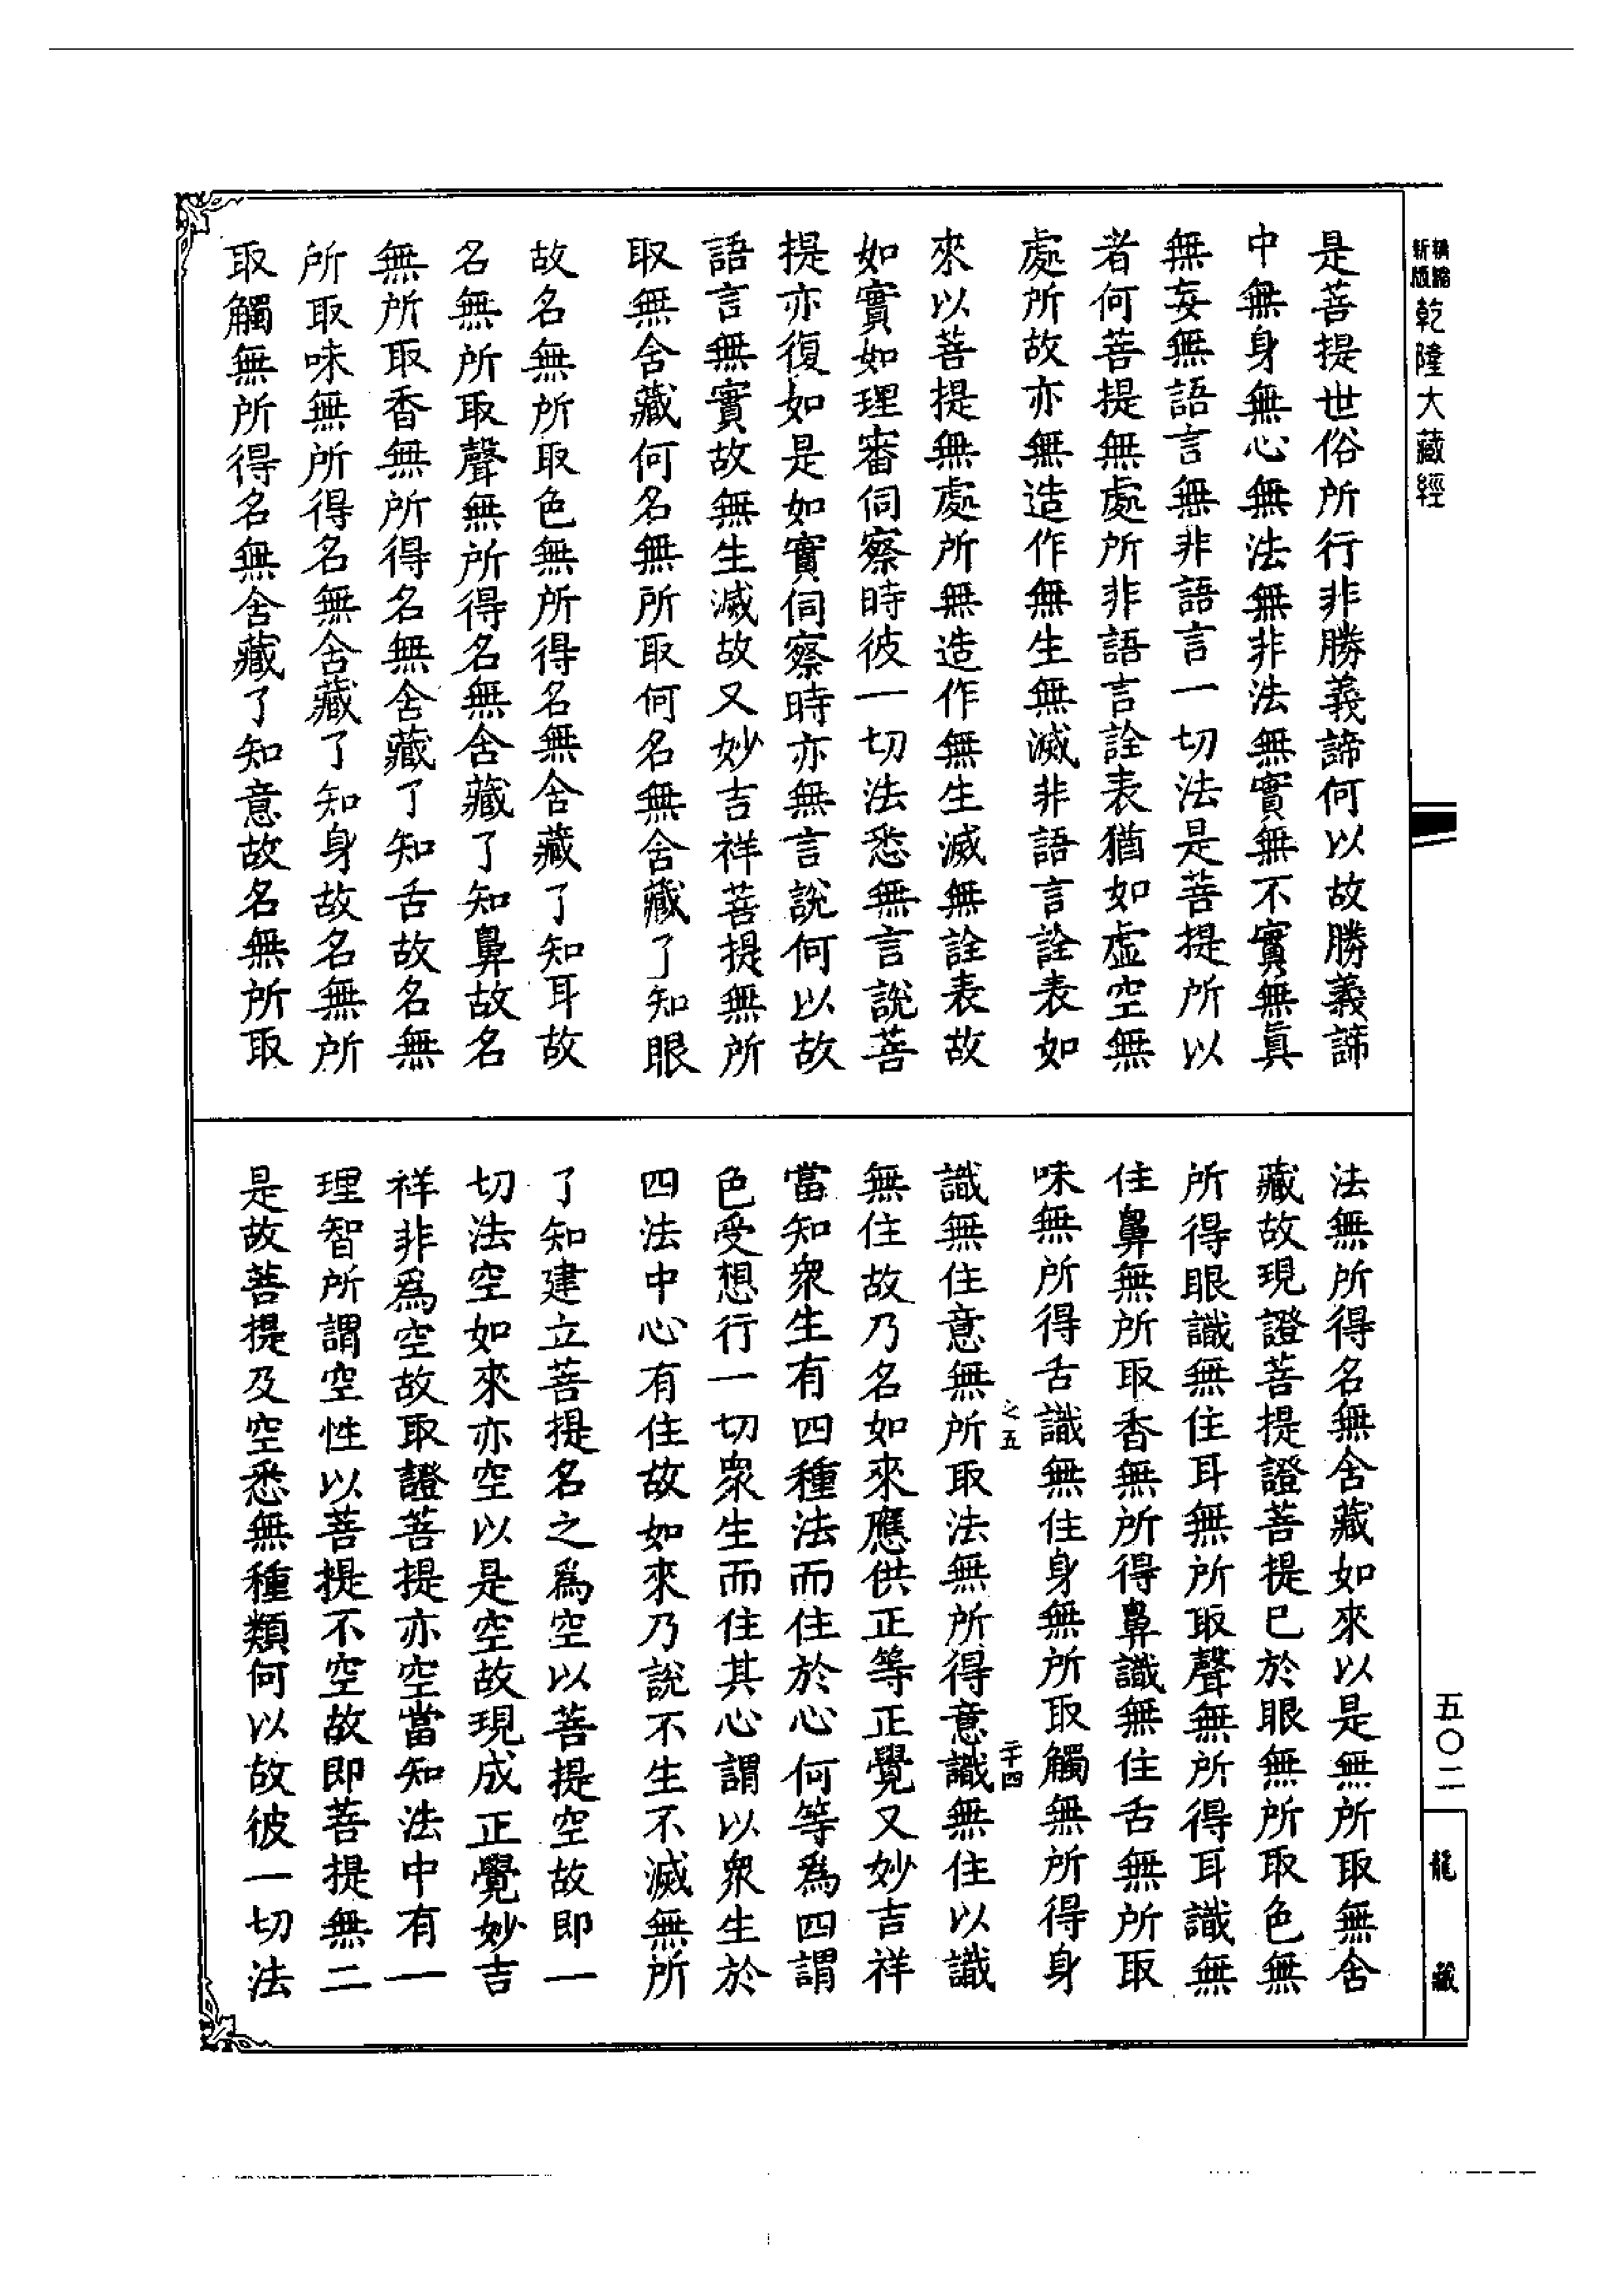 精縮新版乾隆大藏經
是菩提世俗所行非勝義諦何以故勝義諦
中無身無心無法無非法無實無不實無眞
無妄無語言無非語言一切法是菩提所以
者何菩提無處所非語言詮表猶如虛空無
處所故亦無造作無生無滅非語言詮表如
來以菩提無處所無造作無生滅無詮表故
如實如理審伺察時彼一切法悉無言說菩
提亦復如是如實伺察時亦無言說何以故
語言無實故無生滅故又妙吉祥菩提無所
取無舍藏何名無所取何名無舍藏了知眼
故名無所取色無所得名無舍藏了知耳故
名無所取聲無所得名無舍藏了知鼻故名
無所取香無所得名無舍藏了知舌故名無
所取味無所得名無舍藏了知身故名無所
取觸無所得名無舍藏了知意故名無所取
法無所得名無舍藏如來以是無所取無舍
藏故現證菩提證菩提已於眼無所取色無
所得眼識無住耳無所取聲無所得耳識無
住鼻無所取香無所得鼻識無住舌無所取
味無所得舌識無住身無所取觸無所得身
之五 二十四
識無住意無所取法無所得意識無住以識
無住故乃名如來應供正等正覺又妙吉祥
當知眾生有四種法而住於心何等為四謂
色受想行一切眾生而住其心謂以眾生於
四法中心有住故如來乃說不生不滅無所
了知建立菩提名之爲空以菩提空故即一
切法空如來亦空以是空故現成正覺妙吉
祥非爲空故取證菩提亦空當知法中有一
理智所謂空性以菩提不空故即菩提無二
是故菩提及空悉無種類何以故彼一切法
五〇二
龍藏